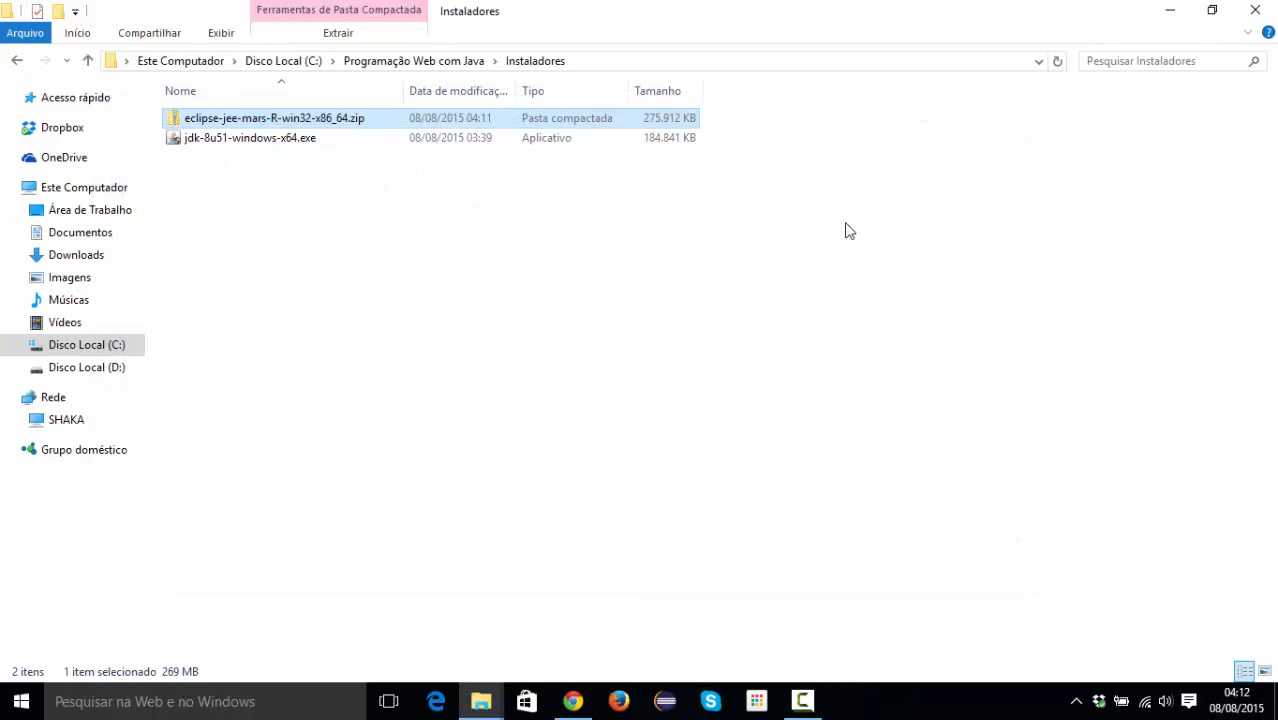 Ferramentas de Pasta Compactada
Instaladores
Arquivo
Início
Compartilhar
Exibir
Extrair
Este Computador
Disco Local (C:)
Programação Web com Java
Instaladores
Pesquisar Instaladores
Nome
Data de modificaç...
Tipo
Tamanho
eclipse-jee-mars-R-win32-x86_64.zip
08/08/2015 04:11
Pasta compactada
275.912 KB
jdk-8u51-windows-x64.exe
08/08/2015 03:39
Aplicativo
184.841 KB
Acesso rápido
Dropbox
OneDrive
Este Computador
Área de Trabalho
Documentos
Downloads
Imagens
Músicas
Vídeos
Disco Local (C:)
Disco Local (D:)
Rede
SHAKA
Grupo doméstico
2 itens
1 item selecionado 269 MB
Pesquisar na Web e no Windows
04:12
08/08/2015